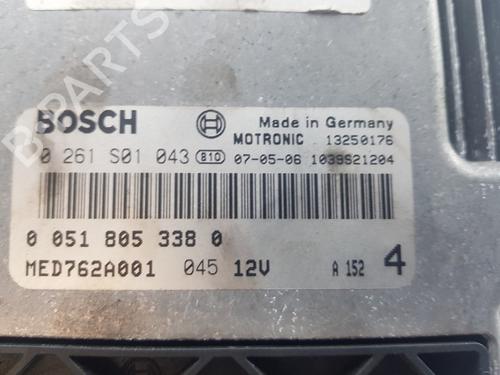 BOSCH Made in Germany
MOTRONIC 13250176
0 261 S01 043 B10 07-05-06 1039S21204
0 051 805 338 0
MED762A001 045 12V A 152 4
B-PARTS